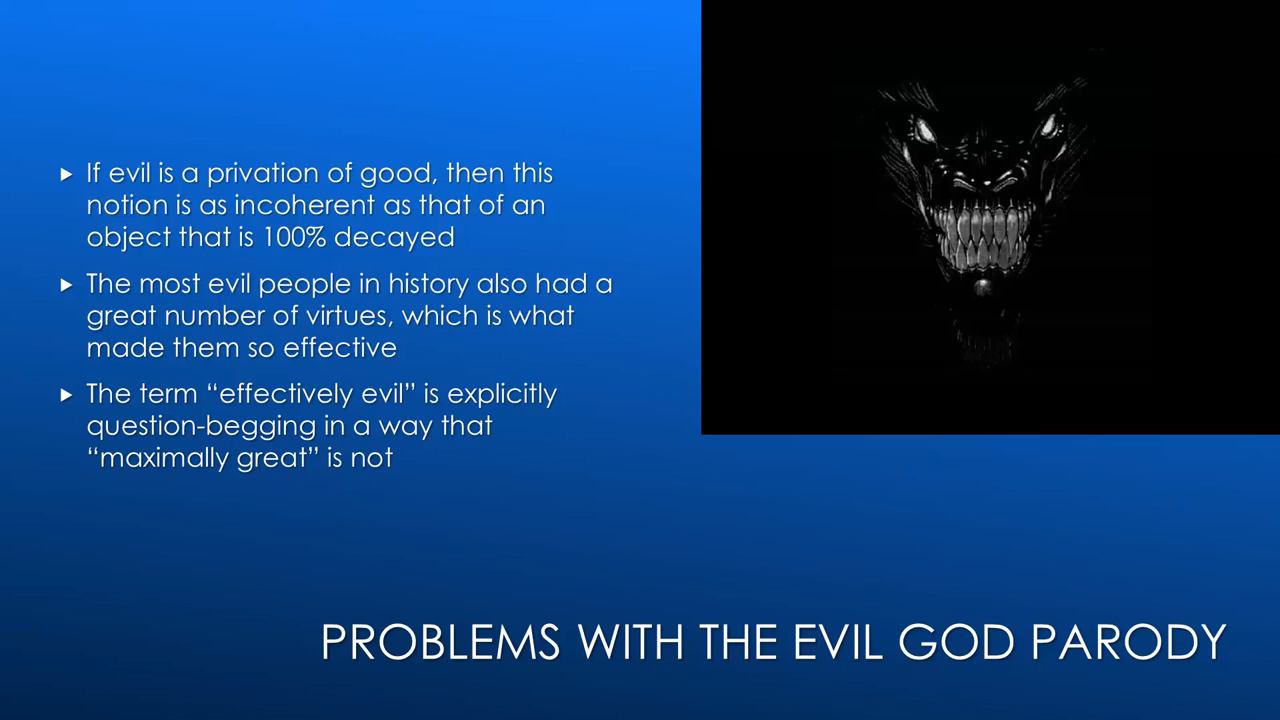 If evil is a privation of good, then this
notion is as incoherent as that of an
object that is 100% decayed
The most evil people in history also had a
great number of virtues, which is what
made them so effective
The term “effectively evil” is explicitly
question-begging in a way that
“maximally great” is not
PROBLEMS WITH THE EVIL GOD PARODY